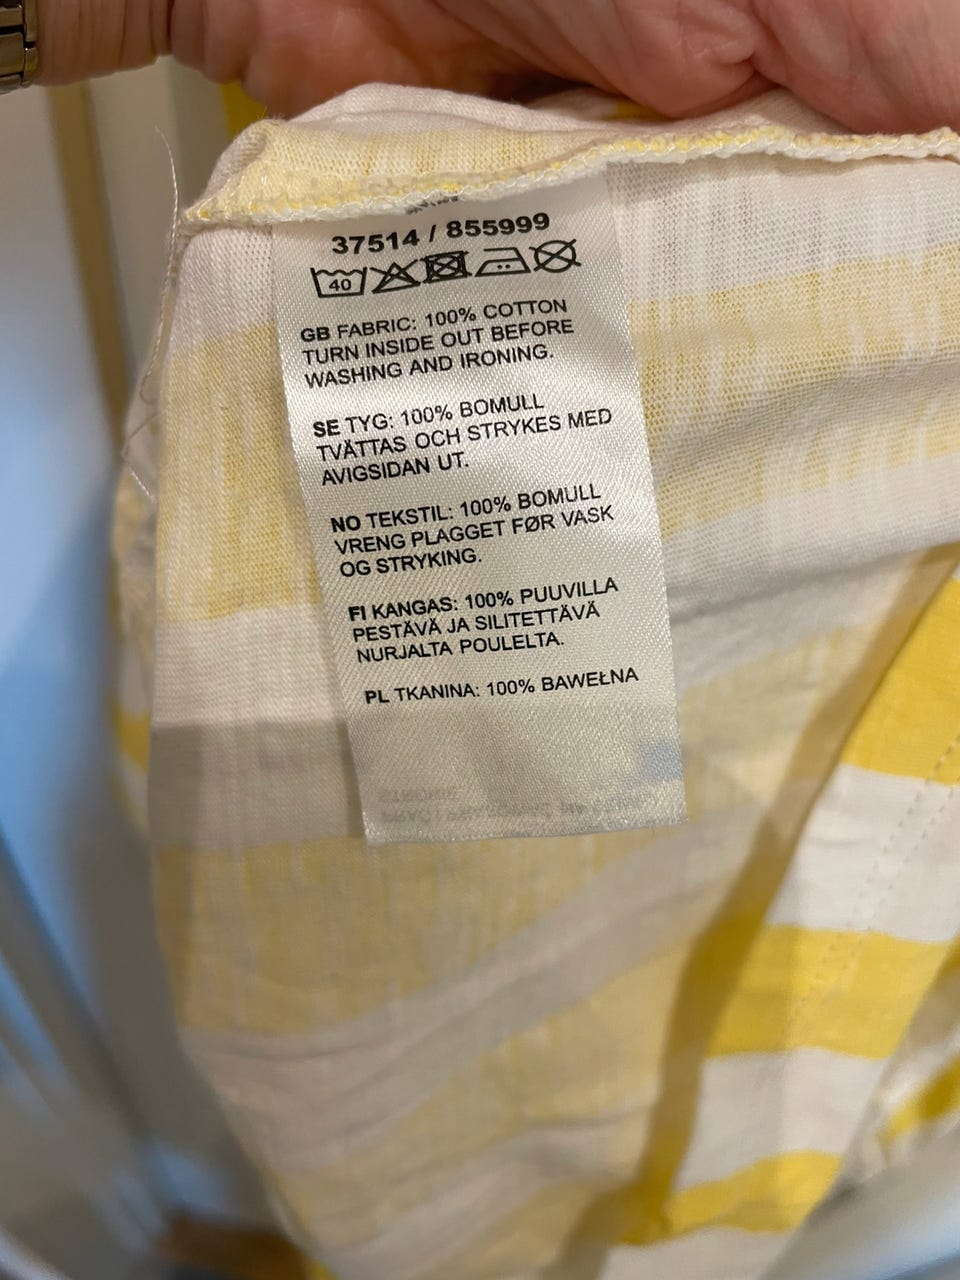 37514 / 855999
40
GB FABRIC: 100% COTTON
TURN INSIDE OUT BEFORE
WASHING AND IRONING.
SE TYG: 100% BOMULL
TVÄTTAS OCH STRYKES MED
AVIGSIDAN UT.
NO TEKSTIL: 100% BOMULL
VRENG PLAGGET FØR VASK
OG STRYKING.
FI KANGAS: 100% PUUVILLA
PESTÄVÄ JA SILITETTÄVÄ
NURJALTA POULELTA.
PL TKANINA: 100% BAWEŁNA